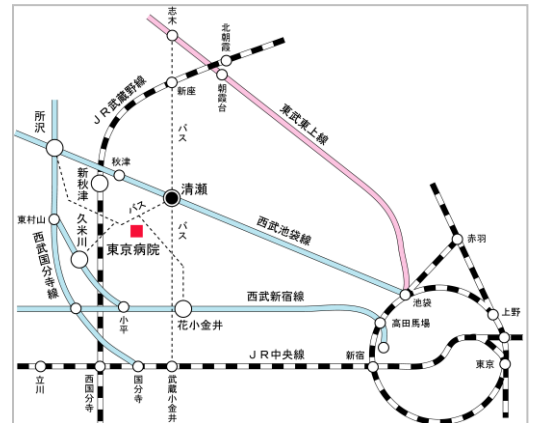 志木
北朝霞
新座
朝霞台
JR武蔵野線
東武東上線
バス
所沢
秋津
新秋津
清瀬
バス
東村山
久米川
東京病院
バス
西武池袋線
赤羽
西武国分寺線
西武新宿線
池袋
小平
花小金井
高田馬場
上野
JR中央線
新宿
東京
立川
西国分寺
国分寺
武蔵小金井